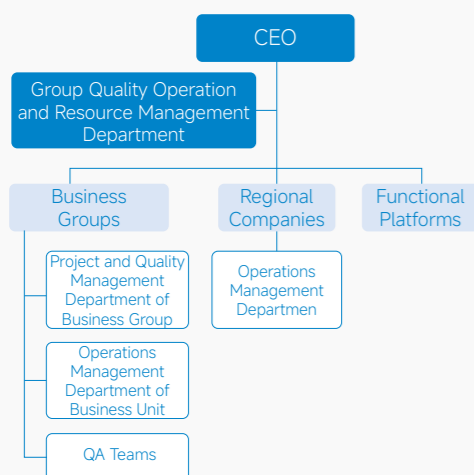 CEO
Group Quality Operation
and Resource Management
Department
Business
Groups
Regional
Companies
Functional
Platforms
Project and Quality
Management
Department of
Business Group
Operations
Management
Departmen
Operations
Management
Department of
Business Unit
QA Teams